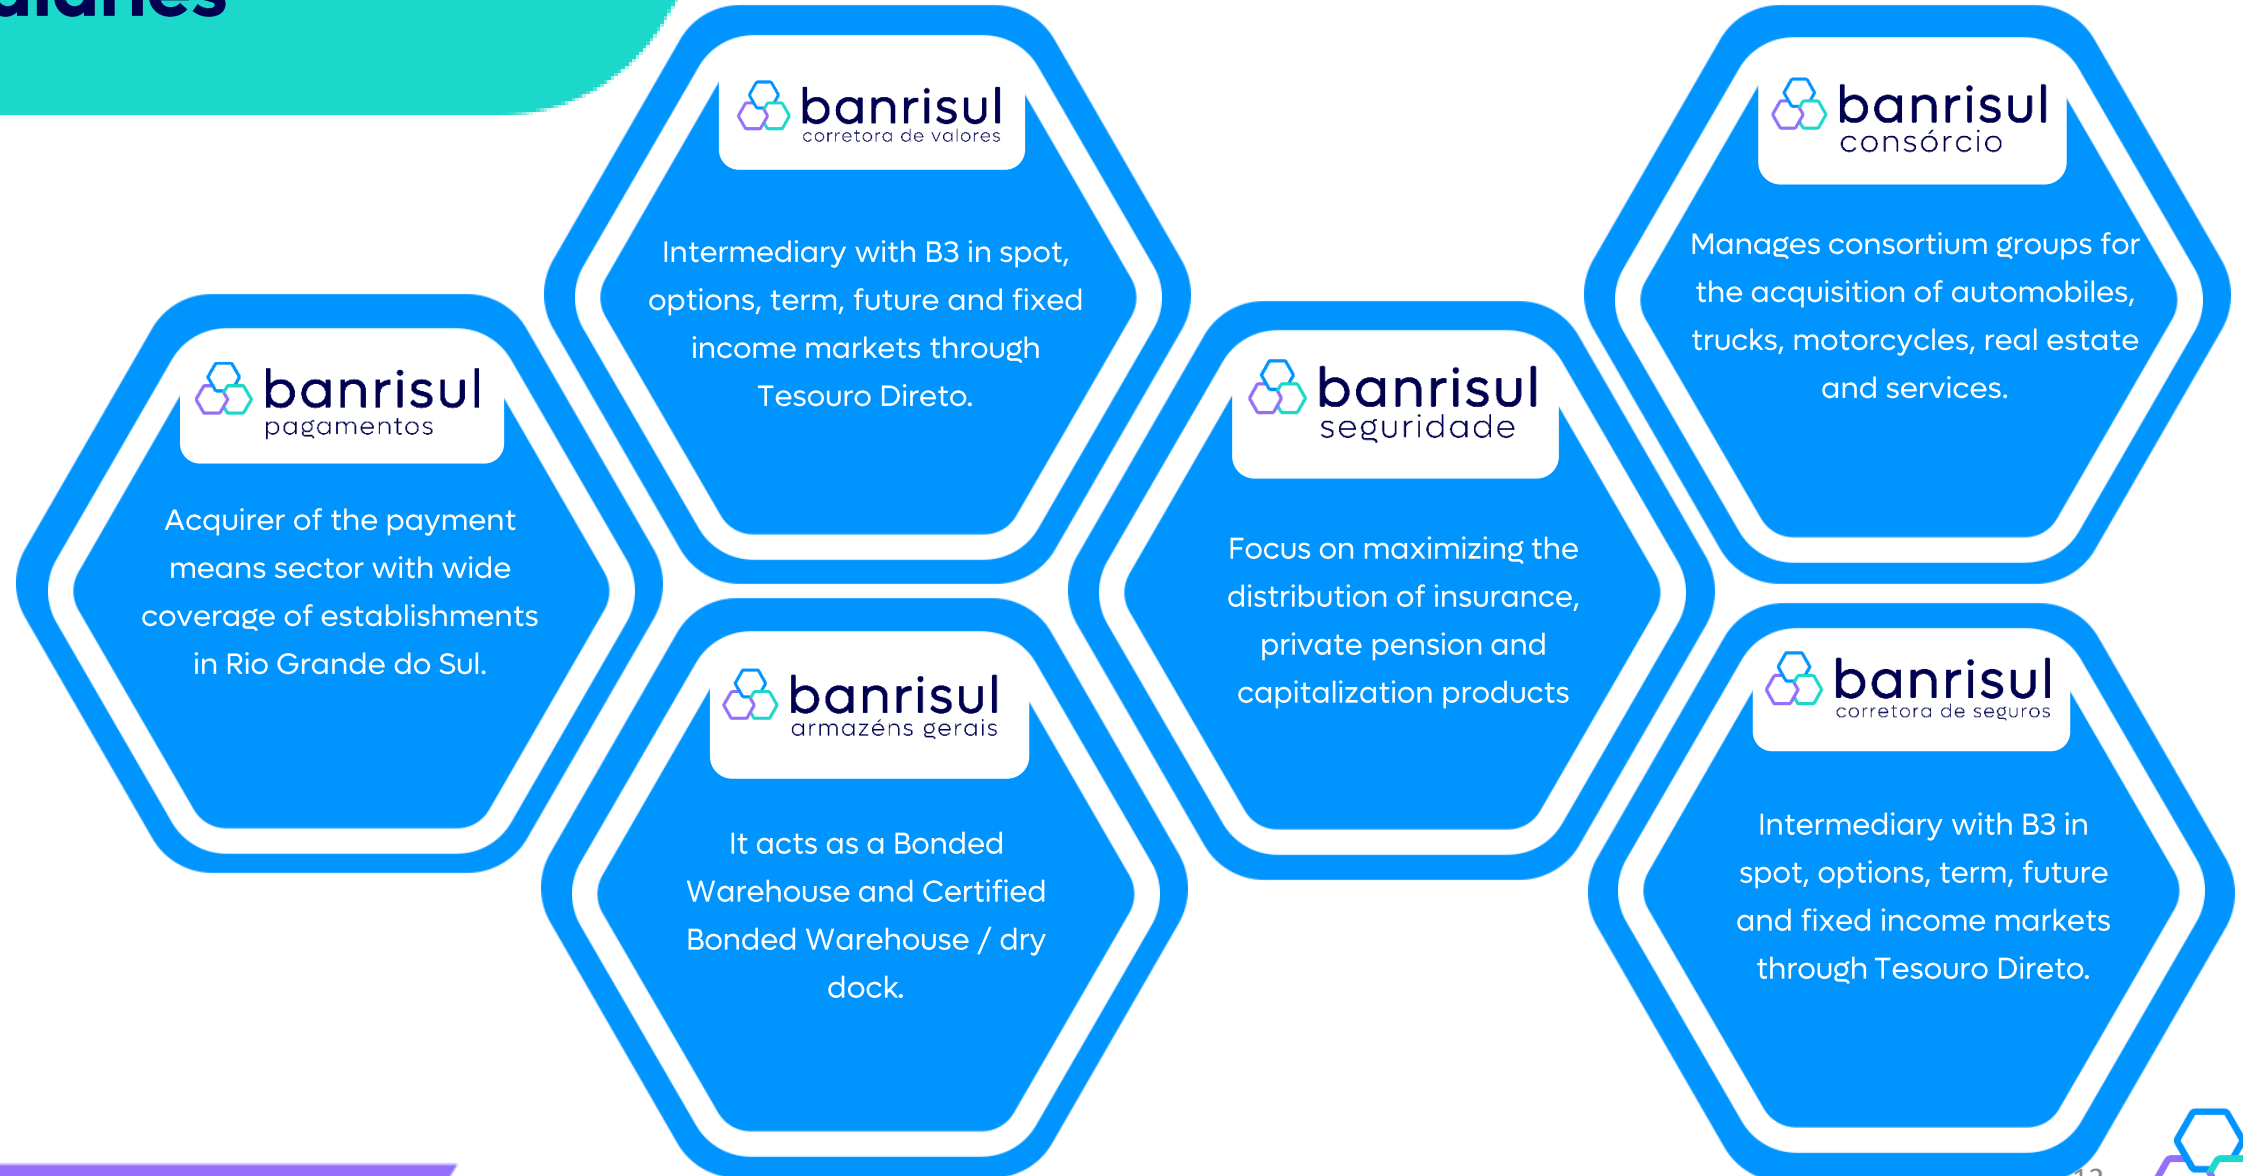 banrisul
corretora de valores
Intermediary with B3 in spot,
options, term, future and fixed
income markets through
Tesouro Direto.
banrisul
consórcio
Manages consortium groups for
the acquisition of automobiles,
trucks, motorcycles, real estate
and services.
banrisul
pagamentos
Acquirer of the payment
means sector with wide
coverage of establishments
in Rio Grande do Sul.
banrisul
seguridade
Focus on maximizing the
distribution of insurance,
private pension and
capitalization products
banrisul
armazéns gerais
It acts as a Bonded
Warehouse and Certified
Bonded Warehouse / dry
dock.
banrisul
corretora de seguros
Intermediary with B3 in
spot, options, term, future
and fixed income markets
through Tesouro Direto.